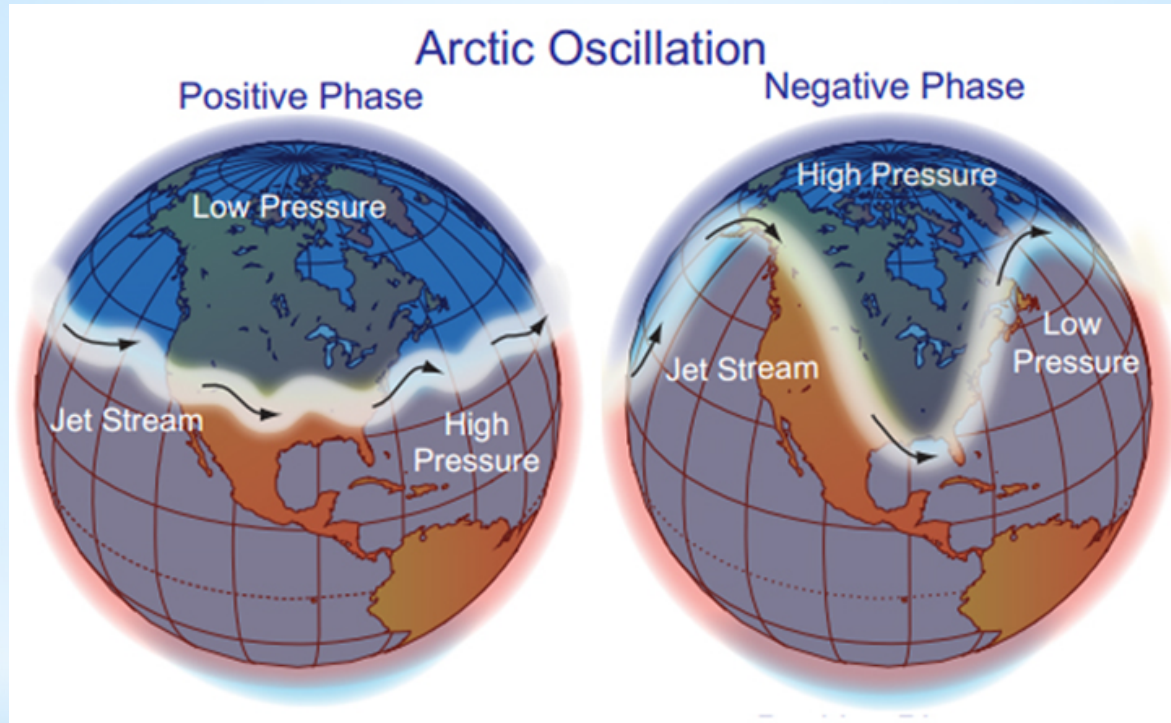 Arctic Oscillation
Positive Phase
Low Pressure
Jet Stream
High
Pressure
Negative Phase
High Pressure
Jet Stream
Low
Pressure